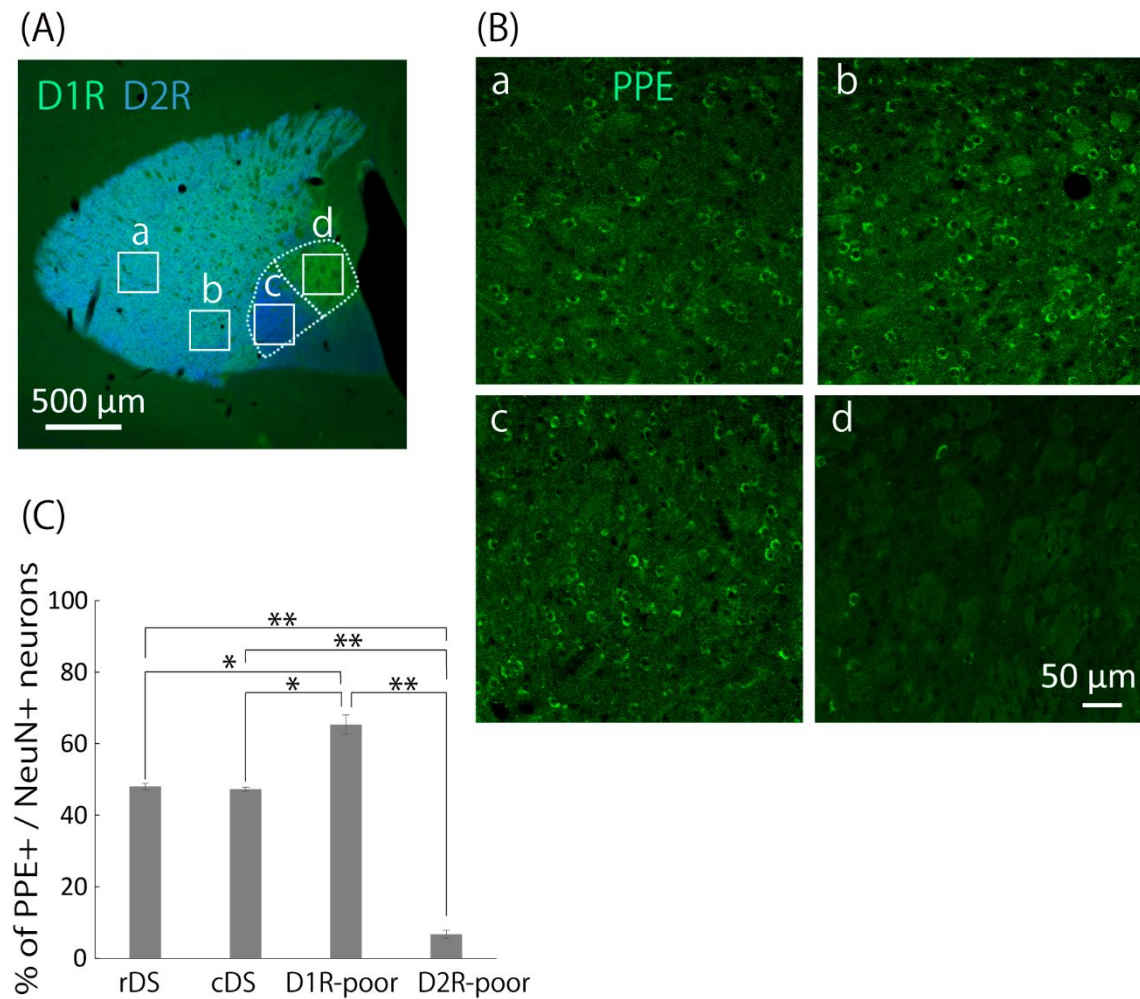 (A)
D1R D2R
a
b
c
d
500 μm
(B)
a
PPE
b
c
d
50 μm
(C)
% of PPE+ / NeuN+ neurons
100
80
60
40
20
0
**
**
*
*
**
rDS
cDS
D1R-poor
D2R-poor